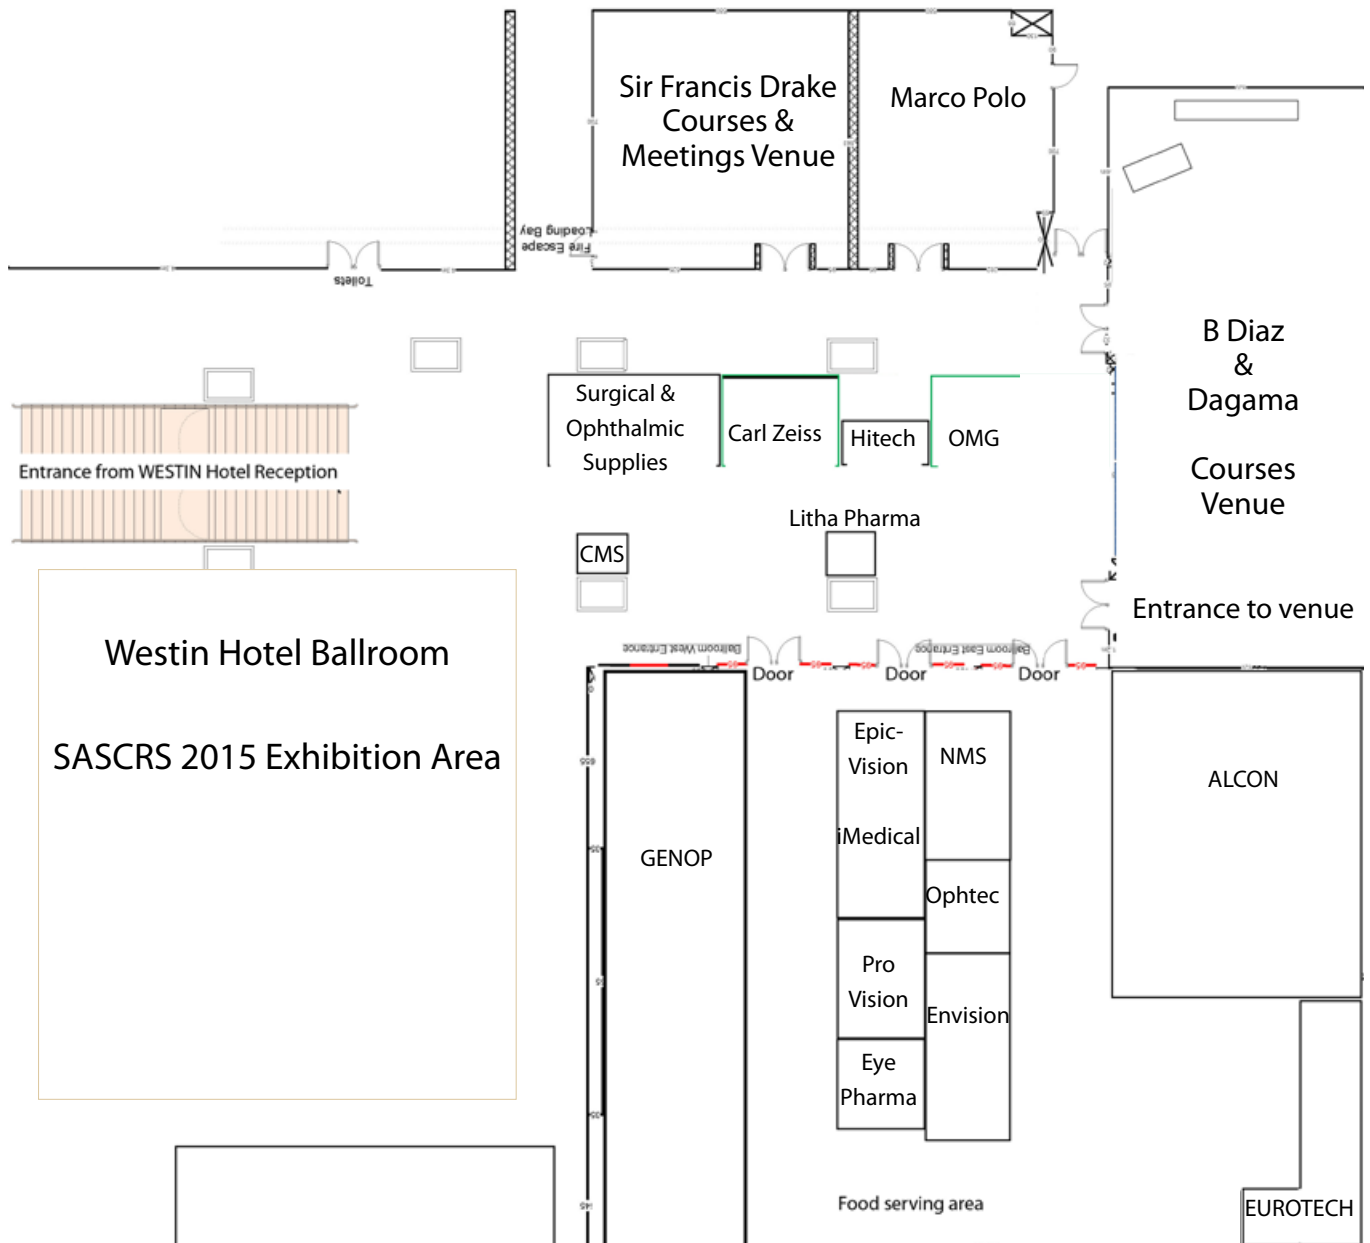 Sir Francis Drake
Courses &
Meetings Venue
Marco Polo
Loading Bay
Fire Escape
Toilets
B Diaz
&
Dagama
Courses
Venue
Entrance to venue
Surgical &
Ophthalmic
Supplies
Carl Zeiss
Hitech
OMG
Entrance from WESTIN Hotel Reception
Litha Pharma
CMS
Westin Hotel Ballroom
SASCRS 2015 Exhibition Area
Ballroom West Entrance
Ballroom East Entrance
Door
Door
Door
Epic-
Vision
NMS
iMedical
GENOP
ALCON
Ophtec
Pro
Vision
Envision
Eye
Pharma
Food serving area
EUROTECH